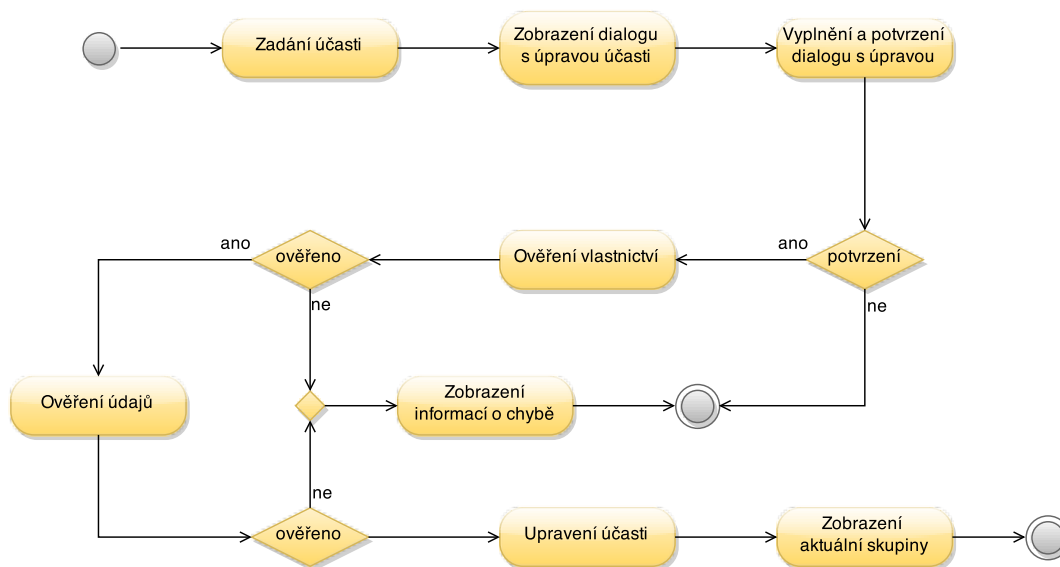 Zadání účasti
Zobrazení dialogu
s úpravou účasti
Vyplnění a potvrzení
dialogu s úpravou
ano
ověřeno
Ověření vlastnictví
ano
potvrzení
ne
ne
Ověření údajů
Zobrazení
informací o chybě
ne
ověřeno
Upravení účasti
Zobrazení
aktuální skupiny